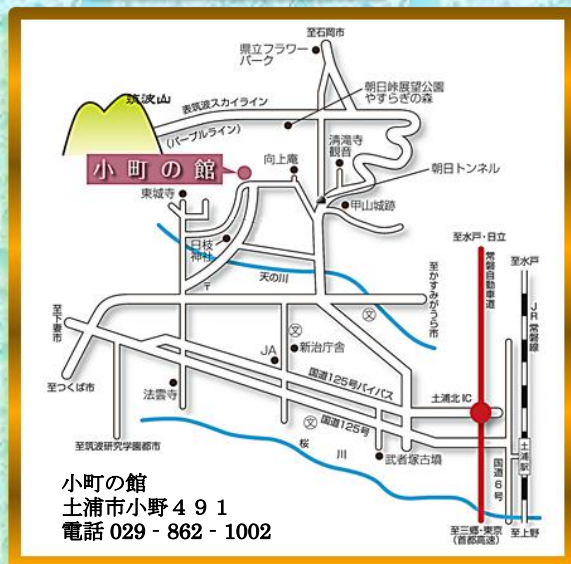 至石岡市
県立フラワー
パーク
朝日峠展望公園
やすらぎの森
筑波山
表筑波スカイライン
(パープルライン)
清滝寺
観音
向上庵
小町の館
朝日トンネル
東城寺
甲山城跡
日枝
神社
天の川
〒
至水戸・日立
常磐自動車道
至水戸
JR常磐線
至かすみがうら市
至下妻市
文
文
JA
新治庁舎
至つくば市
国道125号バイパス
土浦北IC
法雲寺
文
国道125号
至筑波研究学園都市
桜川
武者塚古墳
国道6号
土浦駅
至三郷・東京
(首都高速)
至上野
小町の館
土浦市小野491
電話 029‐862‐1002